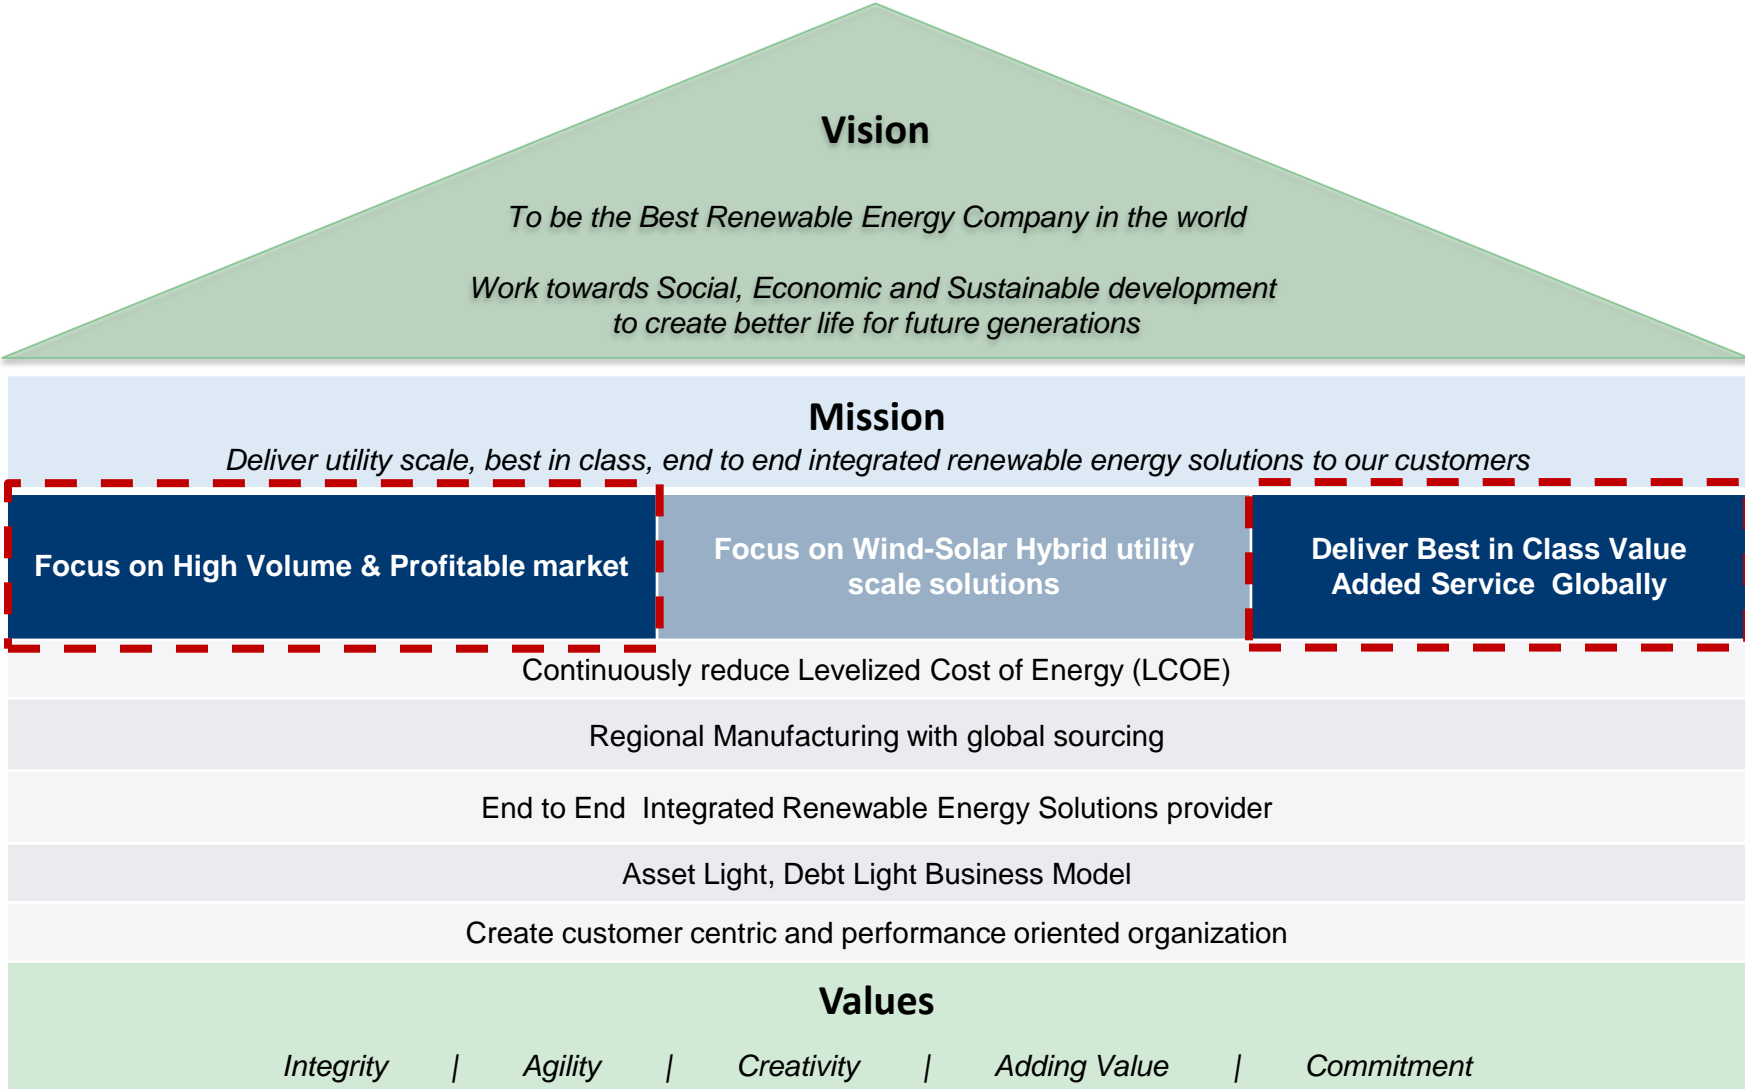 Vision
To be the Best Renewable Energy Company in the world
Work towards Social, Economic and Sustainable development
to create better life for future generations
Mission
Deliver utility scale, best in class, end to end integrated renewable energy solutions to our customers
Focus on High Volume & Profitable market
Focus on Wind-Solar Hybrid utility
scale solutions
Deliver Best in Class Value
Added Service Globally
Continuously reduce Levelized Cost of Energy (LCOE)
Regional Manufacturing with global sourcing
End to End Integrated Renewable Energy Solutions provider
Asset Light, Debt Light Business Model
Create customer centric and performance oriented organization
Values
Integrity | Agility | Creativity | Adding Value | Commitment